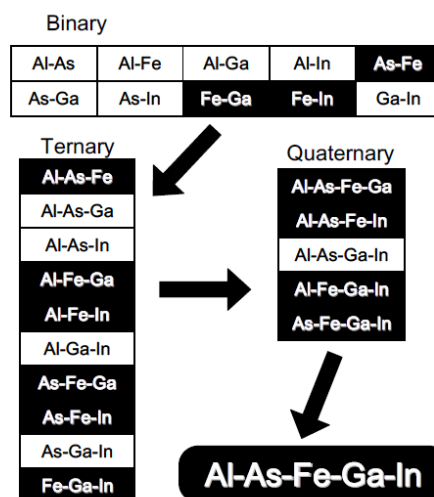 Binary
Al-As Al-Fe Al-Ga Al-In As-Fe
As-Ga As-In Fe-Ga Fe-In Ga-In
Ternary
Al-As-Fe
Al-As-Ga
Al-As-In
Al-Fe-Ga
Al-Fe-In
Al-Ga-In
As-Fe-Ga
As-Fe-In
As-Ga-In
Fe-Ga-In
Quaternary
Al-As-Fe-Ga
Al-As-Fe-In
Al-As-Ga-In
Al-Fe-Ga-In
As-Fe-Ga-In
Al-As-Fe-Ga-In